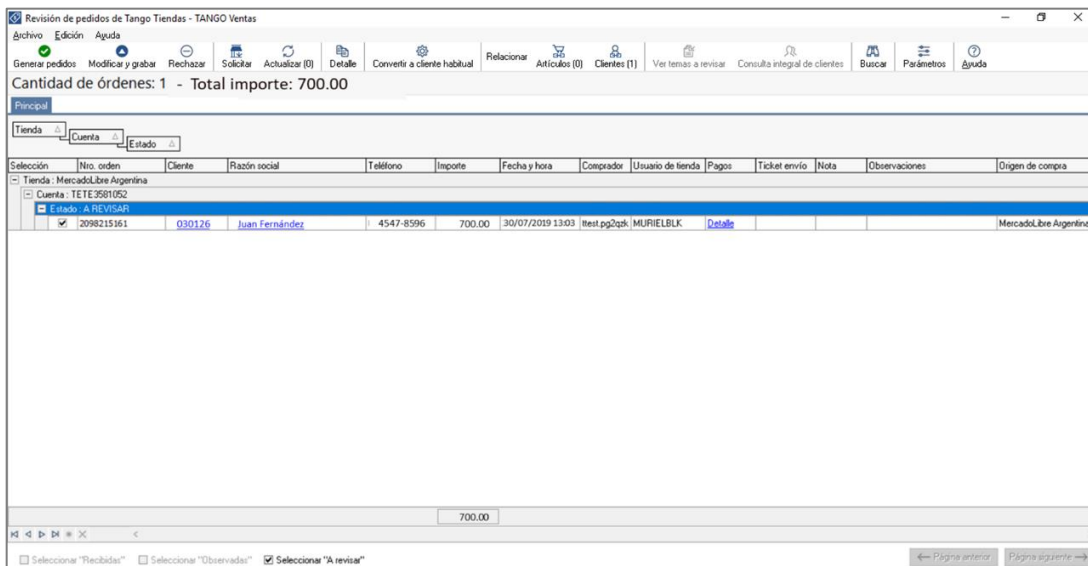 Revisión de pedidos de Tango Tiendas - TANGO Ventas
Archivo Edición Ayuda
Generar pedidos Modificar y grabar Rechazar Solicitar Actualizar (0) Detalle Convertir a cliente habitual Relacionar Artículos (0) Clientes (1) Ver temas a revisar Consulta integral de clientes Buscar Parámetros Ayuda
Cantidad de órdenes: 1 - Total importe: 700.00
Principal
Tienda
Cuenta
Estado
Selección Nro. orden Cliente Razón social Teléfono Importe Fecha y hora Comprador Usuario de tienda Pagos Ticket envío Nota Observaciones Origen de compra
Tienda : MercadoLibre Argentina
Cuenta : TETE3581052
Estado : A REVISAR
2098215161 030126 Juan Fernández 4547-8596 700.00 30/07/2019 13:03 ttest.pg2qzk MURIELBLK Detalle MercadoLibre Argentina
700.00
Seleccionar "Recibidas" Seleccionar "Observadas" Seleccionar "A revisar" Página anterior Página siguiente